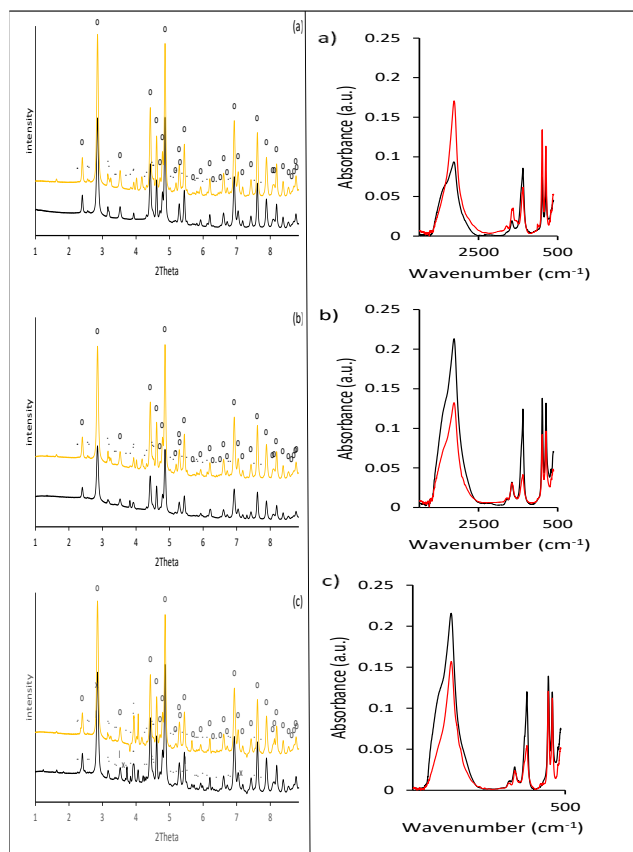 (a)
intensity
1 2 3 4 5 6 7 8
2Theta
(b)
intensity
1 2 3 4 5 6 7 8
2Theta
(c)
intensity
1 2 3 4 5 6 7 8
2Theta
a)
Absorbance (a.u.)
0.25
0.2
0.15
0.1
0.05
0
2500 500
Wavenumber (cm-1)
b)
Absorbance (a.u.)
0.25
0.2
0.15
0.1
0.05
0
2500 500
Wavenumber (cm-1)
c)
Absorbance (a.u.)
0.25
0.2
0.15
0.1
0.05
0
500
Wavenumber (cm-1)